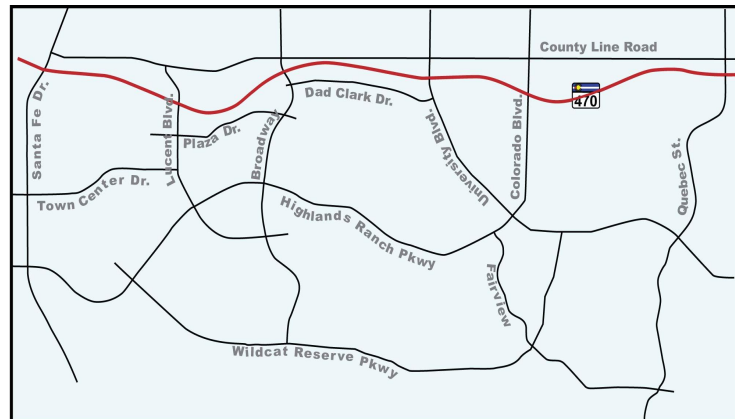 County Line Road
470
Dad Clark Dr.
Santa Fe Dr.
Lucent Blvd.
Plaza Dr.
Broadway
University Blvd.
Colorado Blvd.
Quebec St.
Town Center Dr.
Highlands Ranch Pkwy
Fairview
Wildcat Reserve Pkwy